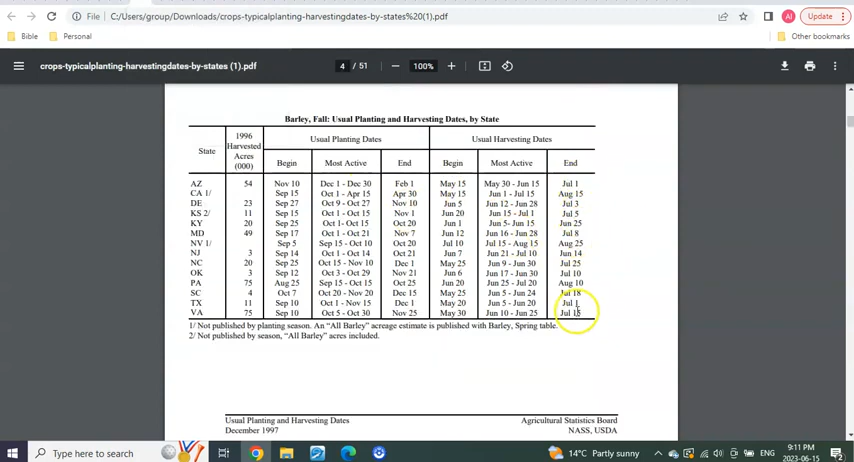 File C:/Users/group/Downloads/crops-typicalplanting-harvestingdates-by-states%20(1).pdf AI Update
Bible Personal Other bookmarks
crops-typicalplanting-harvestingdates-by-states (1).pdf 4 / 51 100%
Barley, Fall: Usual Planting and Harvesting Dates, by State
State 1996 Harvested Acres (000) Usual Planting Dates Usual Harvesting Dates
Begin Most Active End Begin Most Active End
AZ 54 Nov 10 Dec 1 - Dec 30 Feb 1 May 15 May 30 - Jun 15 Jul 1
CA 1/ Sep 15 Oct 1 - Apr 15 Apr 30 May 15 Jun 1 - Jul 15 Aug 15
DE 23 Sep 27 Oct 9 - Oct 27 Nov 10 Jun 5 Jun 12 - Jun 28 Jul 3
KS 2/ 11 Sep 15 Oct 1 - Oct 15 Nov 1 Jun 20 Jun 15 - Jul 1 Jul 5
KY 20 Sep 25 Oct 1 - Oct 15 Oct 20 Jun 1 Jun 5- Jun 15 Jun 25
MD 49 Sep 17 Oct 1 - Oct 21 Nov 7 Jun 12 Jun 16 - Jun 28 Jul 8
NV 1/ Sep 5 Sep 15 - Oct 10 Oct 20 Jul 10 Jul 15 - Aug 15 Aug 25
NJ 3 Sep 14 Oct 1 - Oct 14 Oct 21 Jun 7 Jun 21 - Jul 10 Jun 14
NC 20 Sep 25 Oct 15 - Nov 10 Dec 1 May 25 Jun 9 - Jun 30 Jul 25
OK 3 Sep 12 Oct 3 - Oct 29 Nov 21 Jun 6 Jun 17 - Jun 30 Jul 10
PA 75 Aug 25 Sep 15 - Oct 15 Oct 25 Jun 20 Jun 25 - Jul 20 Aug 10
SC 4 Oct 7 Oct 20 - Nov 20 Dec 15 May 25 Jun 5 - Jun 24 Jul 18
TX 11 Sep 10 Oct 1 - Nov 15 Dec 1 May 20 Jun 5 - Jun 20 Jul 1
VA 75 Sep 10 Oct 5 - Oct 30 Nov 25 May 30 Jun 10 - Jun 25 Jul 15
1/ Not published by planting season. An “All Barley” acreage estimate is published with Barley, Spring table.
2/ Not published by season, “All Barley” acres included.
Usual Planting and Harvesting Dates Agricultural Statistics Board
December 1997 NASS, USDA
Type here to search 14°C Partly sunny ENG 9:11 PM 2023-06-15 2